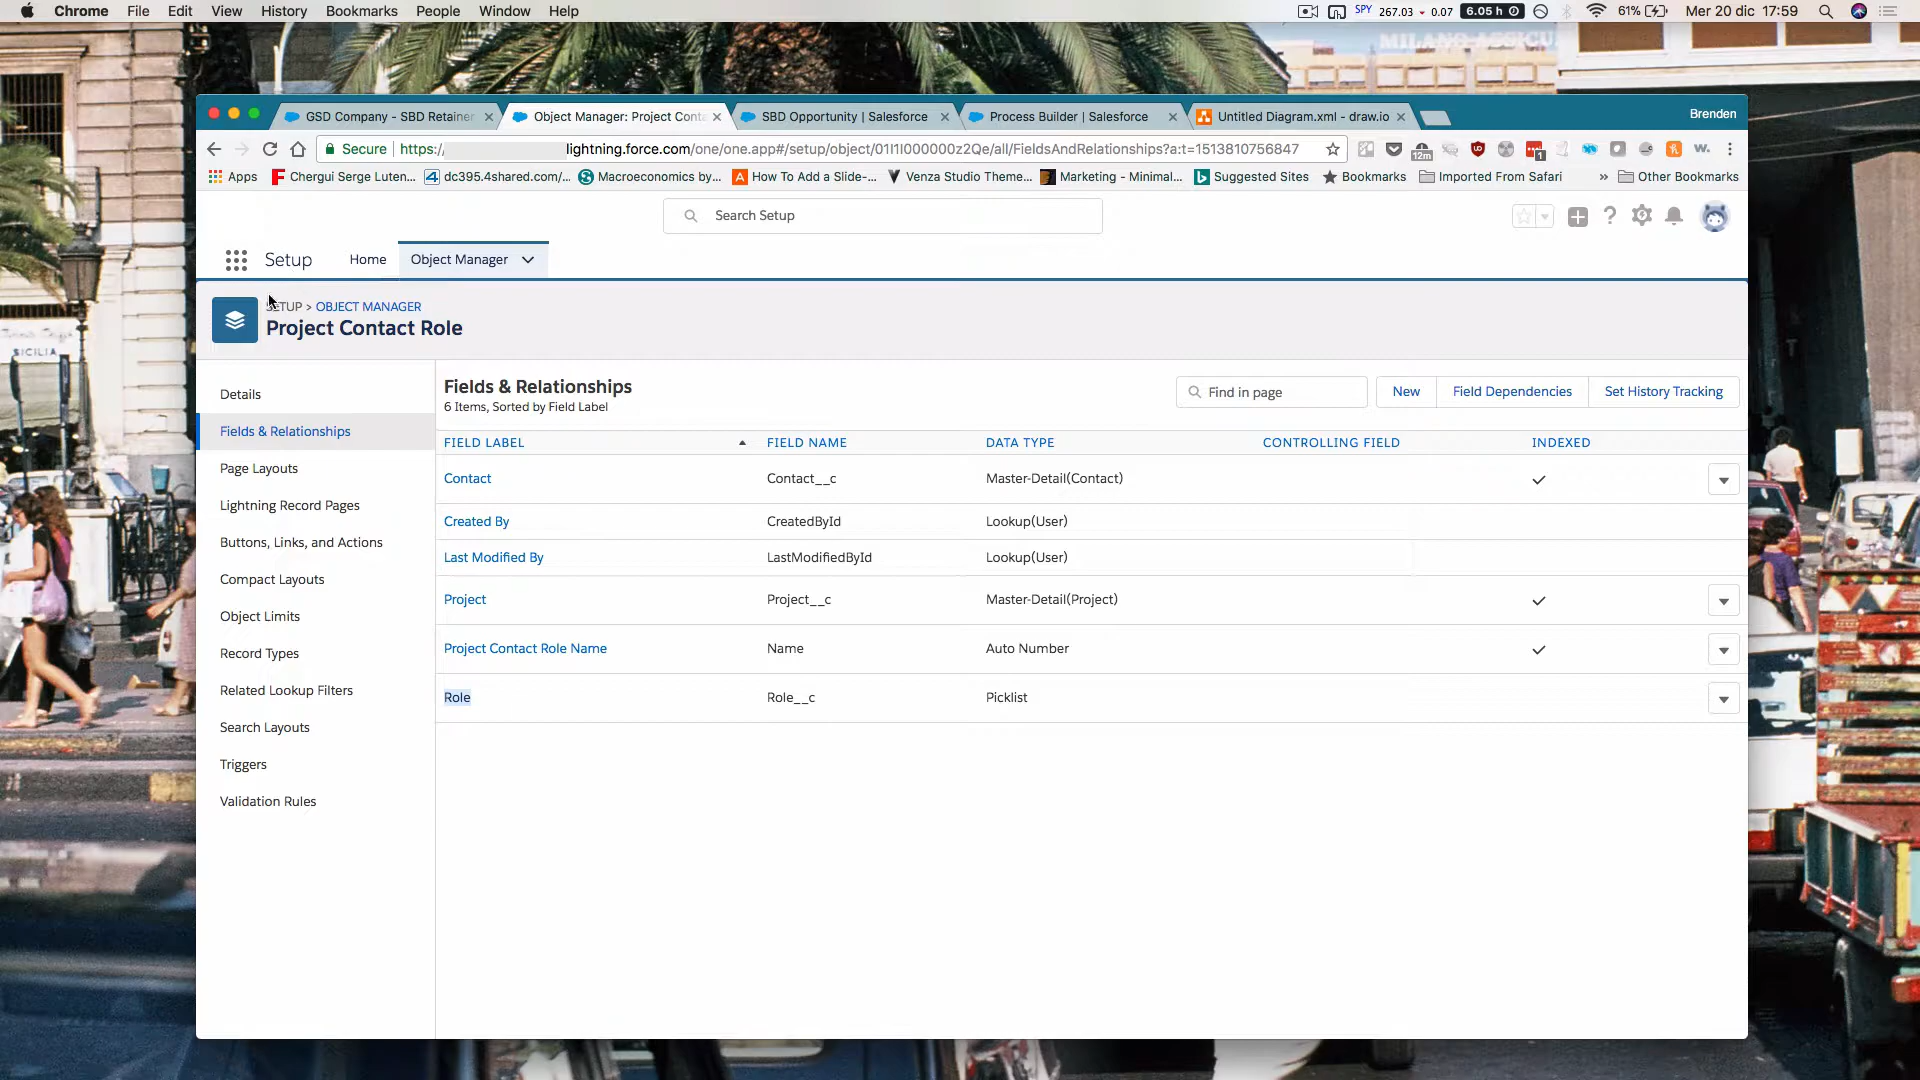 Chrome File Edit View History Bookmarks People Window Help SPY 267.03 0.07 6.05 h 61% Mer 20 dic 17:59
MILANO ASSICU
SICILIA
GSD Company - SBD Retainer Object Manager: Project Conta SBD Opportunity | Salesforce Process Builder | Salesforce Untitled Diagram.xml - draw.io Brenden
Secure https:// lightning.force.com/one/one.app#/setup/object/01I1I000000z2Qe/all/FieldsAndRelationships?a:t=1513810756847 12m 1
Apps Chergui Serge Luten... dc395.4shared.com/... Macroeconomics by... How To Add a Slide-... Venza Studio Theme... Marketing - Minimal... Suggested Sites Bookmarks Imported From Safari » Other Bookmarks
Search Setup
Setup Home Object Manager
SETUP > OBJECT MANAGER
Project Contact Role
Details
Fields & Relationships
Page Layouts
Lightning Record Pages
Buttons, Links, and Actions
Compact Layouts
Object Limits
Record Types
Related Lookup Filters
Search Layouts
Triggers
Validation Rules
Fields & Relationships
6 Items, Sorted by Field Label
Find in page New Field Dependencies Set History Tracking
FIELD LABEL FIELD NAME DATA TYPE CONTROLLING FIELD INDEXED
Contact Contact__c Master-Detail(Contact)
Created By CreatedById Lookup(User)
Last Modified By LastModifiedById Lookup(User)
Project Project__c Master-Detail(Project)
Project Contact Role Name Name Auto Number
Role Role__c Picklist